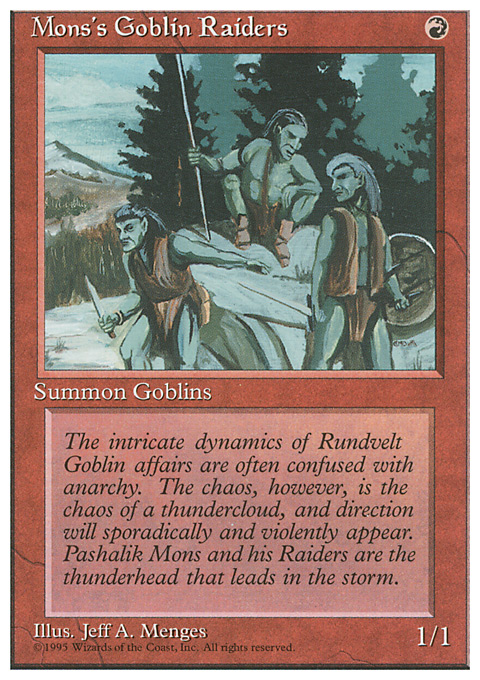 Mons's Goblin Raiders
Summon Goblins
The intricate dynamics of Rundvelt
Goblin affairs are often confused with
anarchy. The chaos, however, is the
chaos of a thundercloud, and direction
will sporadically and violently appear.
Pashalik Mons and his Raiders are the
thunderhead that leads in the storm.
Illus. Jeff A. Menges
©1995 Wizards of the Coast, Inc. All rights reserved.
1/1